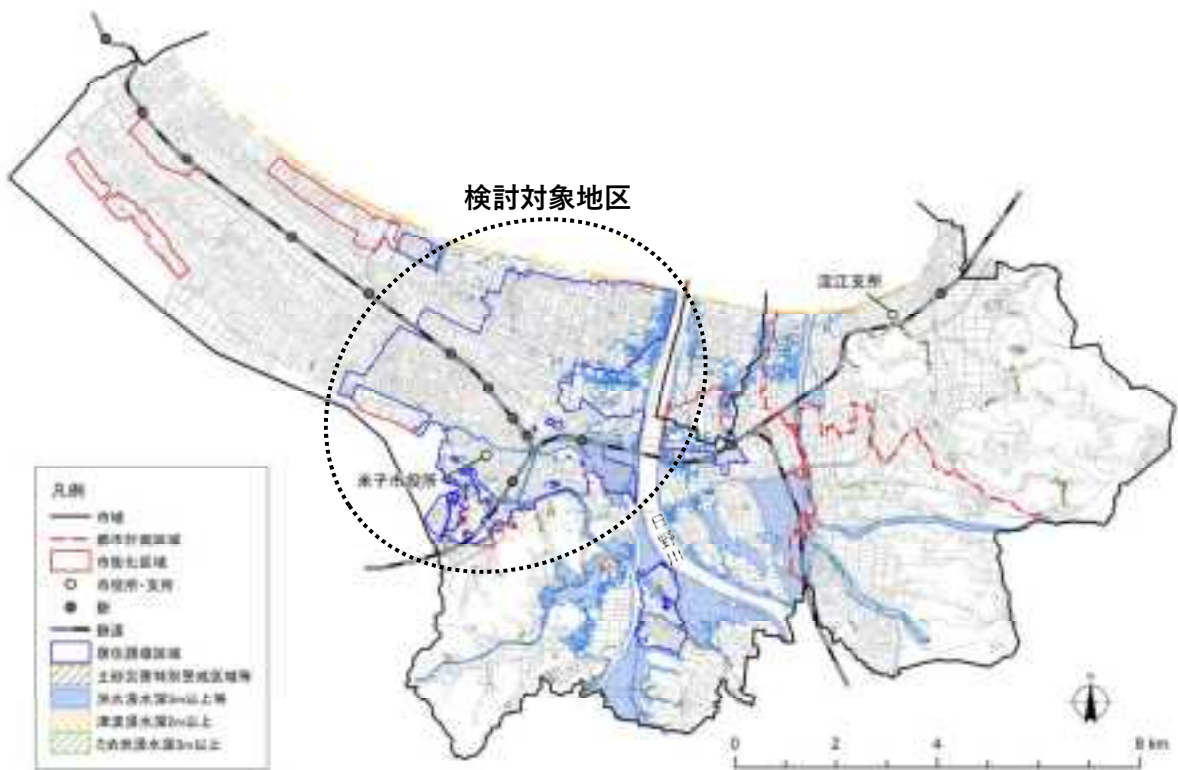 検討対象地区
淀江支所
米子市役所
日野川
凡例
市域
都市計画区域
市街化区域
市役所・支所
駅
鉄道
居住誘導区域
土砂災害特別警戒区域等
洪水浸水深3m以上等
津波浸水深2m以上
ため池浸水深3m以上
N
0 2 4 8 km